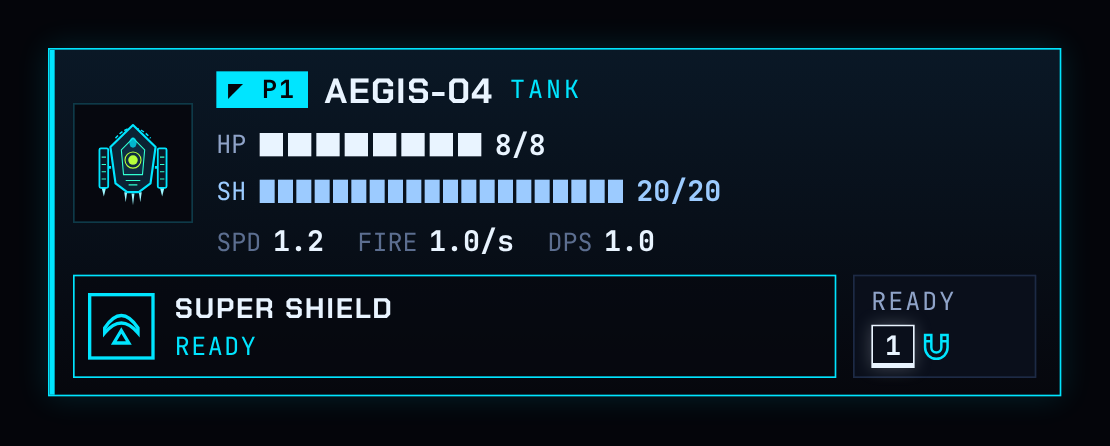 P1 AEGIS-04 TANK
HP 8/8
SH 20/20
SPD 1.2 FIRE 1.0/s DPS 1.0
SUPER SHIELD
READY
READY
1